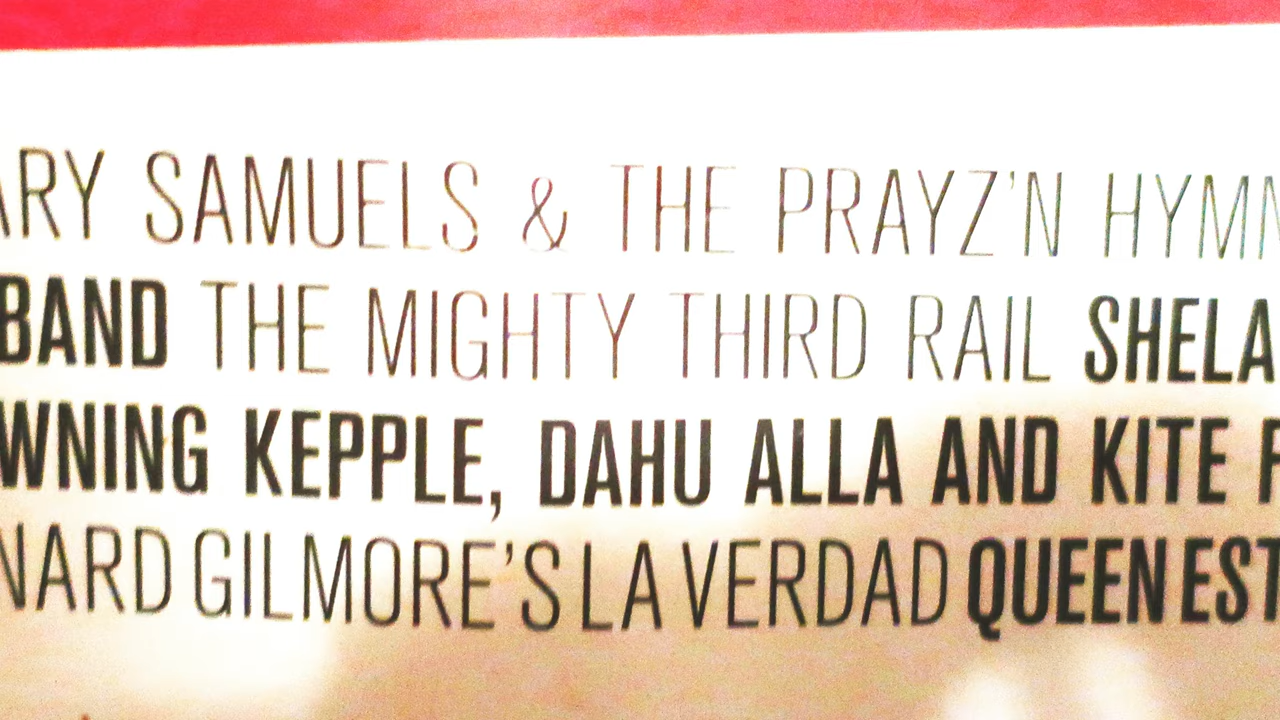 ARY SAMUELS & THE PRAYZ'N HYMN
BAND THE MIGHTY THIRD RAIL SHELA
WNING KEPPLE, DAHU ALLA AND KITE F
NARD GILMORE'S LA VERDAD QUEEN EST